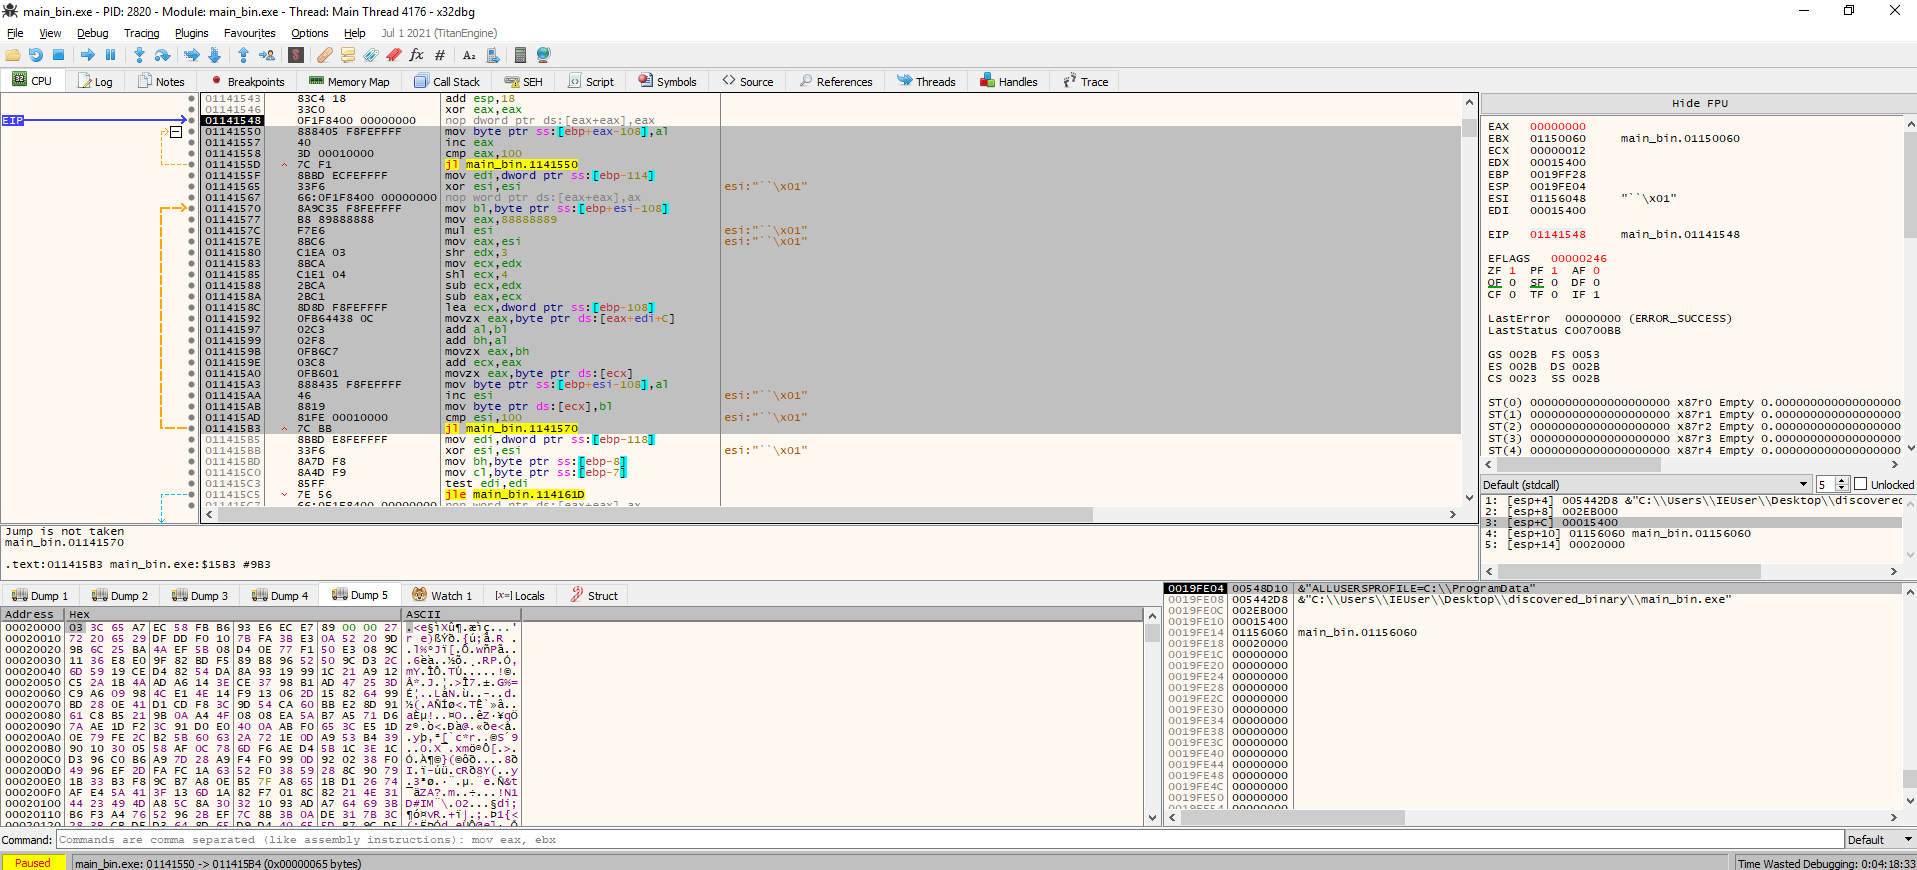 main_bin.exe - PID: 2820 - Module: main_bin.exe - Thread: Main Thread 4176 - x32dbg
File View Debug Tracing Plugins Favourites Options Help Jul 1 2021 (TitanEngine)
CPU Log Notes Breakpoints Memory Map Call Stack SEH Script Symbols Source References Threads Handles Trace
01141543 83C4 18 add esp,18
01141546 33C0 xor eax,eax
EIP 01141548 0F1F8400 00000000 nop dword ptr ds:[eax+eax],eax
01141550 888405 F8FEFFFF mov byte ptr ss:[ebp+eax-108],al
01141557 40 inc eax
01141558 3D 00010000 cmp eax,100
0114155D 7C F1 jl main_bin.1141550
0114155F 8BBD ECFEFFFF mov edi,dword ptr ss:[ebp-114]
01141565 33F6 xor esi,esi esi:"``\x01"
01141567 66:0F1F8400 00000000 nop word ptr ds:[eax+eax],ax
01141570 8A9C35 F8FEFFFF mov bl,byte ptr ss:[ebp+esi-108]
01141577 B8 89888888 mov eax,88888889
0114157C F7E6 mul esi esi:"``\x01"
0114157E 8BC6 mov eax,esi esi:"``\x01"
01141580 C1EA 03 shr edx,3
01141583 8BCA mov ecx,edx
01141585 C1E1 04 shl ecx,4
01141588 2BCA sub ecx,edx
0114158A 2BC1 sub eax,ecx
0114158C 8D8D F8FEFFFF lea ecx,dword ptr ss:[ebp-108]
01141592 0FB64438 0C movzx eax,byte ptr ds:[eax+edi+C]
01141597 02C3 add al,bl
01141599 02F8 add bh,al
0114159B 0FB6C7 movzx eax,bh
0114159E 03C8 add ecx,eax
011415A0 0FB601 movzx eax,byte ptr ds:[ecx]
011415A3 888435 F8FEFFFF mov byte ptr ss:[ebp+esi-108],al
011415AA 46 inc esi esi:"``\x01"
011415AB 8819 mov byte ptr ds:[ecx],bl
011415AD 81FE 00010000 cmp esi,100 esi:"``\x01"
011415B3 7C BB jl main_bin.1141570
011415B5 8BBD E8FEFFFF mov edi,dword ptr ss:[ebp-118]
011415BB 33F6 xor esi,esi esi:"``\x01"
011415BD 8A7D F8 mov bh,byte ptr ss:[ebp-8]
011415C0 8A4D F9 mov cl,byte ptr ss:[ebp-7]
011415C3 85FF test edi,edi
011415C5 7E 56 jle main_bin.114161D
011415C7 66:0F1F8400 00000000 nop word ptr ds:[eax+eax],ax
Hide FPU
EAX 00000000
EBX 01150060 main_bin.01150060
ECX 00000012
EDX 00015400
EBP 0019FF28
ESP 0019FE04
ESI 01156048 "``\x01"
EDI 00015400
EIP 01141548 main_bin.01141548
EFLAGS 00000246
ZF 1 PF 1 AF 0
OF 0 SF 0 DF 0
CF 0 TF 0 IF 1
LastError 00000000 (ERROR_SUCCESS)
LastStatus C00700BB
GS 002B FS 0053
ES 002B DS 002B
CS 0023 SS 002B
ST(0) 00000000000000000000 x87r0 Empty 0.000000000000000
ST(1) 00000000000000000000 x87r1 Empty 0.000000000000000
ST(2) 00000000000000000000 x87r2 Empty 0.000000000000000
ST(3) 00000000000000000000 x87r3 Empty 0.000000000000000
ST(4) 00000000000000000000 x87r4 Empty 0.000000000000000
Default (stdcall) 5 Unlocked
1: [esp+4] 005442D8 &"C:\\Users\\IEUser\\Desktop\\discovered
2: [esp+8] 002EB000
3: [esp+C] 00015400
4: [esp+10] 01156060 main_bin.01156060
5: [esp+14] 00020000
Jump is not taken
main_bin.01141570
.text:011415B3 main_bin.exe:$15B3 #9B3
Dump 1 Dump 2 Dump 3 Dump 4 Dump 5 Watch 1 [x=] Locals Struct
Address Hex ASCII
00020000 03 3C 65 A7 EC 58 FB B6 93 E6 EC E7 89 00 00 27
00020010 72 20 65 29 DF DD F0 10 7B FA 3B E3 0A 52 20 9D
00020020 9B 6C 25 BA 4A EF 5B 08 D4 0E 77 F1 50 E3 08 9C
00020030 11 36 E8 E0 9F 82 BD F5 89 B8 96 52 50 9C D3 2C
00020040 6D 59 19 CE D4 82 54 DA 8A 93 19 99 1C 21 A9 12
00020050 C5 2A 1B 4A AD A6 14 3E CE 37 98 B1 AD 47 25 3D
00020060 C9 A6 09 98 4C E1 4E 14 F9 13 06 2D 15 82 64 99
00020070 BD 28 0E 41 D1 CD F8 3C 9D 54 CA 60 BB E2 8D 91
00020080 61 C8 B5 21 9B 0A A4 4F 08 08 EA 5A B7 A5 71 D6
00020090 7A AE 1D F2 3C 91 D0 E0 40 0A AB F0 65 3C E5 1D
000200A0 0E 79 FE 2C B2 5B 60 63 2A 72 1E 0D A9 53 B4 39
000200B0 90 10 30 05 58 AF 0C 78 6D F6 AE D4 5B 1C 3E 1C
000200C0 D3 96 C0 B6 A9 7D 28 A9 F4 F0 99 0D 92 02 38 F0
000200D0 49 96 EF 2D FA FC 1A 63 52 F0 38 59 28 8C 90 79
000200E0 1B 33 B3 F8 9C B7 A8 0E B5 7F A8 65 1B D1 26 74
000200F0 AF E4 5A 41 3F 13 6D 1A 82 F7 01 8C 82 21 4E 31
00020100 44 23 49 4D A8 5C 8A 30 32 10 93 AD A7 64 69 3B
00020110 B6 F3 A4 76 52 96 2B EF 7C 8B 3B 0A DE 31 7B 3C
0019FE04 00548D10 &"ALLUSERSPROFILE=C:\\ProgramData"
0019FE08 005442D8 &"C:\\Users\\IEUser\\Desktop\\discovered_binary\\main_bin.exe"
0019FE0C 002EB000
0019FE10 00015400
0019FE14 01156060 main_bin.01156060
0019FE18 00020000
0019FE1C 00000000
0019FE20 00000000
0019FE24 00000000
0019FE28 00000000
0019FE2C 00000000
0019FE30 00000000
0019FE34 00000000
0019FE38 00000000
0019FE3C 00000000
0019FE40 00000000
0019FE44 00000000
0019FE48 00000000
0019FE4C 00000000
0019FE50 00000000
Command: Commands are comma separated (like assembly instructions): mov eax, ebx Default
Paused main_bin.exe: 01141550 -> 011415B4 (0x00000065 bytes) Time Wasted Debugging: 0:04:18:33